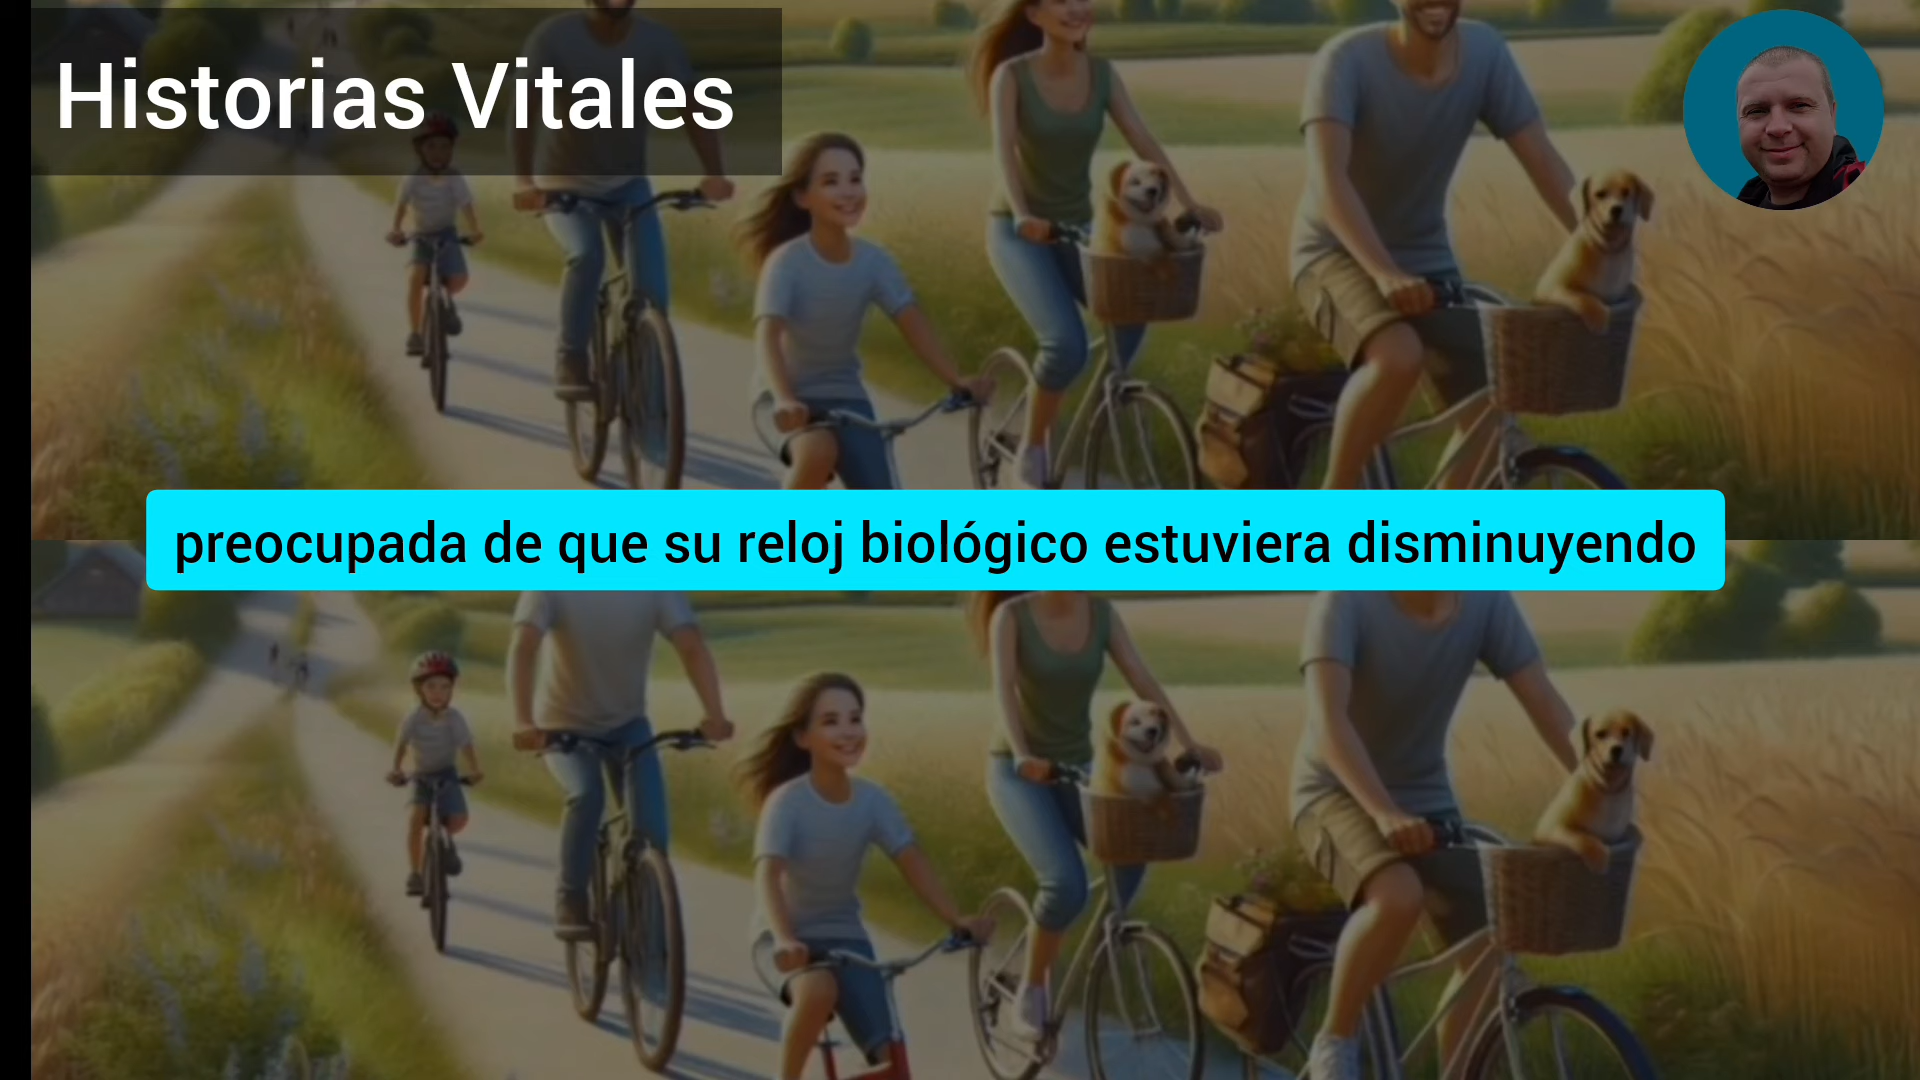 Historias Vitales
preocupada de que su reloj biológico estuviera disminuyendo